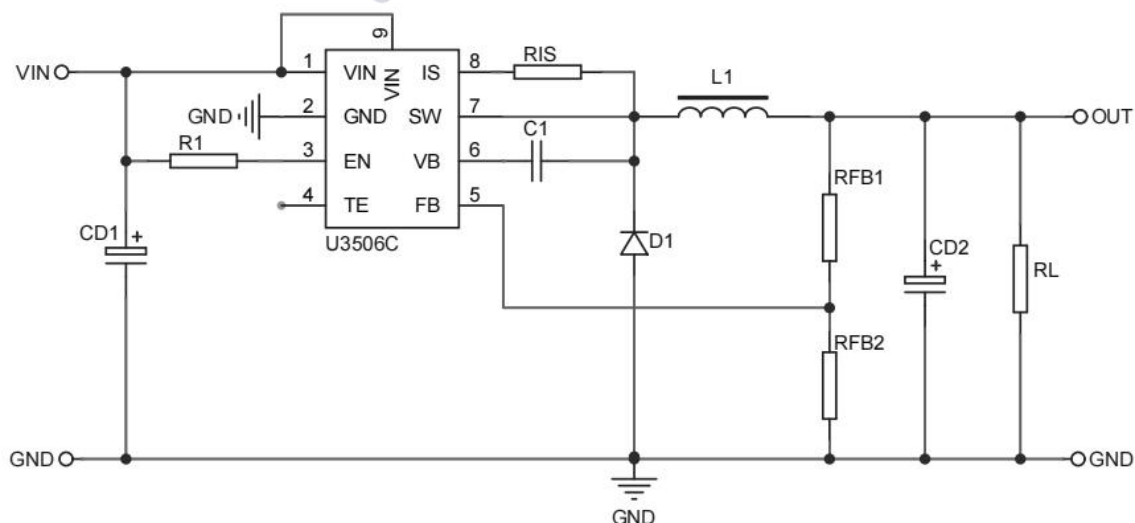 9
VIN
1
VIN
IS
8
RIS
VIN
L1
GND
2
GND
SW
7
OUT
R1
C1
3
EN
VB
6
4
TE
FB
5
RFB1
CD1
+
U3506C
D1
CD2
+
RL
RFB2
GND
GND
GND